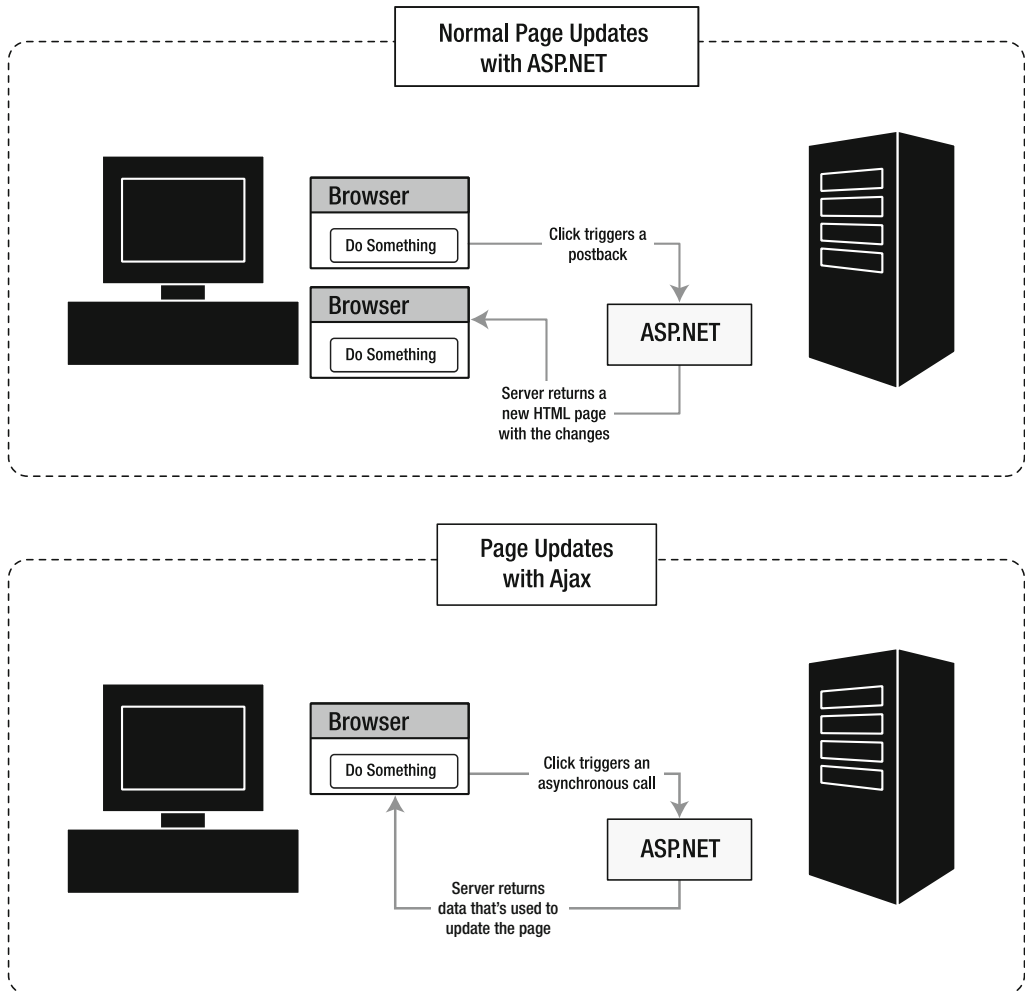 Normal Page Updates
with ASP.NET
Browser
Do Something
Click triggers a
postback
Browser
Do Something
ASP.NET
Server returns a
new HTML page
with the changes
Page Updates
with Ajax
Browser
Do Something
Click triggers an
asynchronous call
ASP.NET
Server returns
data that's used to
update the page